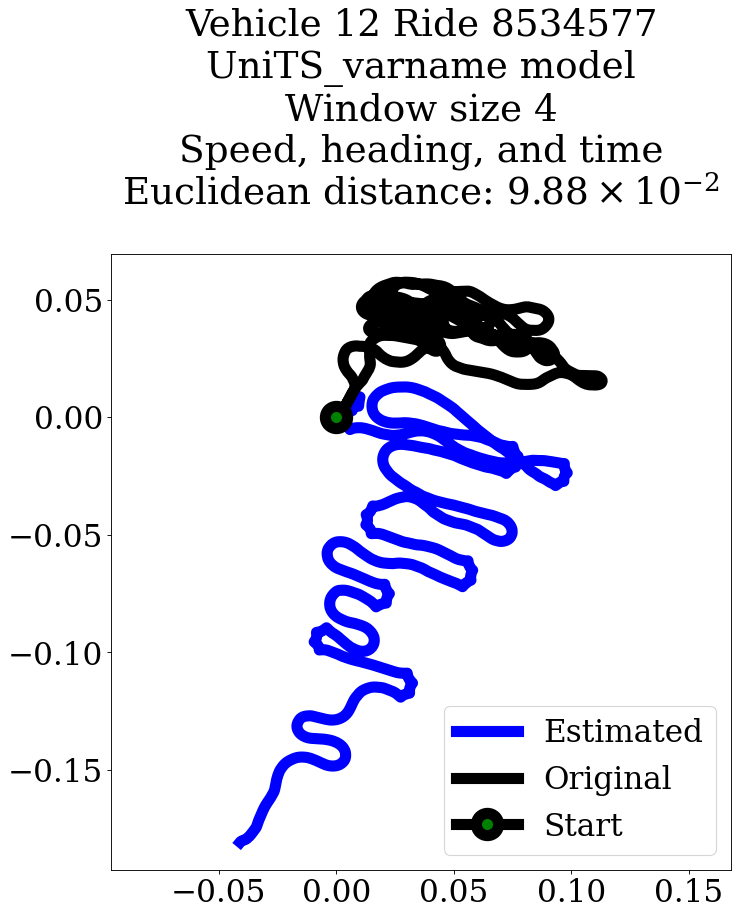 Vehicle 12 Ride 8534577
UniTS_varname model
Window size 4
Speed, heading, and time
Euclidean distance: 9.88 × 10⁻²
0.05
0.00
−0.05
−0.10
−0.15
Estimated
Original
Start
−0.05 0.00 0.05 0.10 0.15